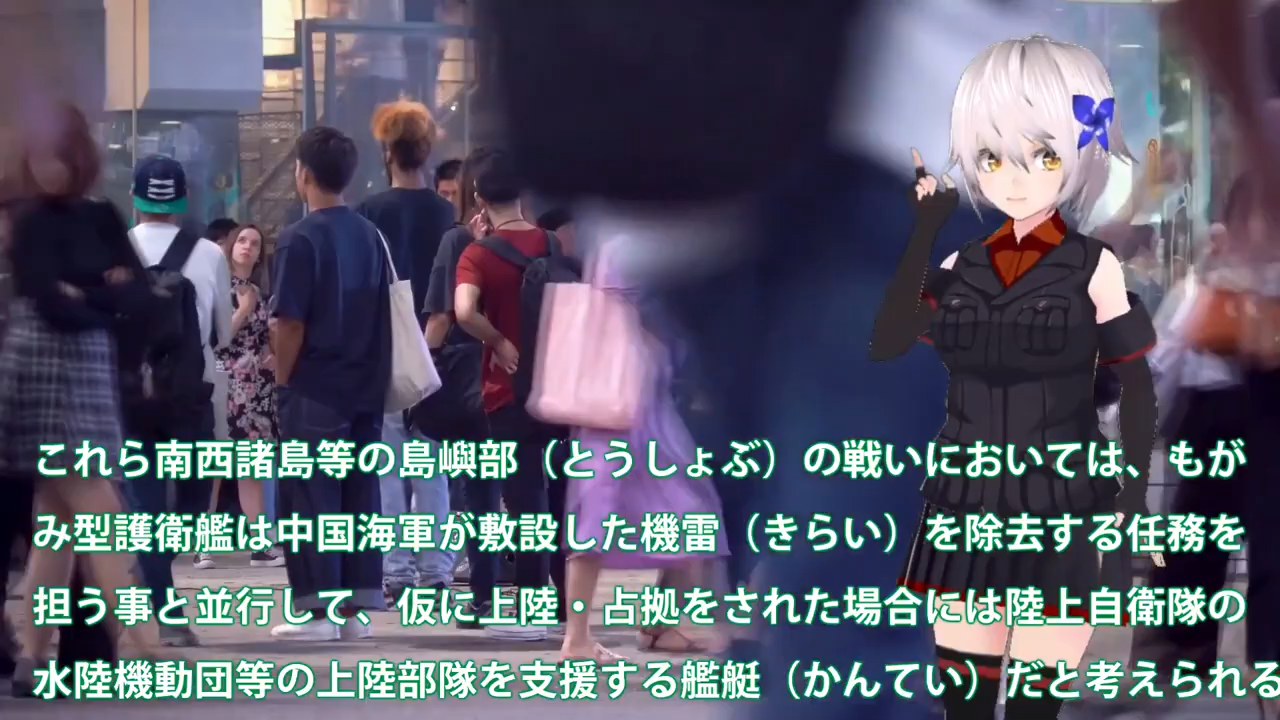 これら南西諸島等の島嶼部（とうしょぶ）の戦いにおいては、もが
み型護衛艦は中国海軍が敷設した機雷（きらい）を除去する任務を
担う事と並行して、仮に上陸・占拠をされた場合には陸上自衛隊の
水陸機動団等の上陸部隊を支援する艦艇（かんてい）だと考えられる